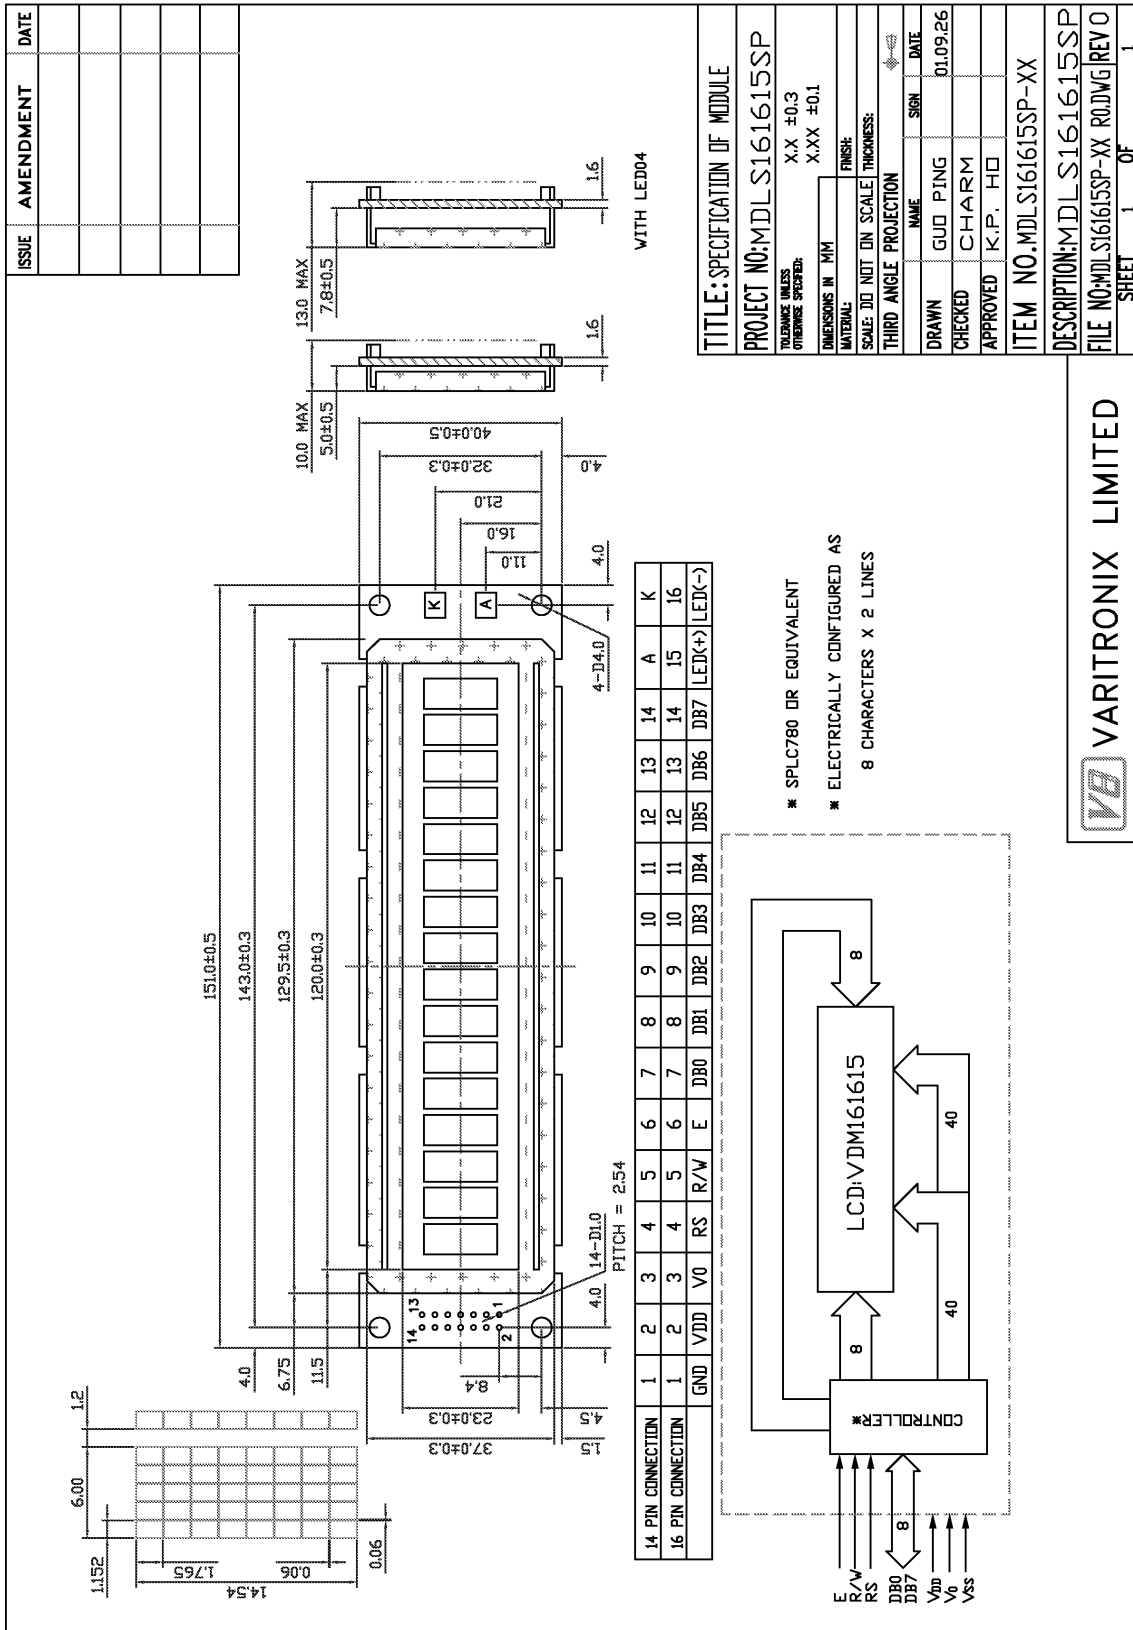 ISSUE AMENDMENT DATE
1.152 6.00 1.2
14.54
1.765
0.06
0.06
151.0±0.5
143.0±0.3
129.5±0.3
120.0±0.3
4.0
6.75
11.5
37.0±0.3
23.0±0.3
8.4
1.5
4.5
14 13
2 1
4.0 14-D1.0
PITCH = 2.54
K
A
4-D4.0
4.0
11.0
16.0
21.0
32.0±0.3
40.0±0.5
4.0
10.0 MAX
5.0±0.5
1.6
13.0 MAX
7.8±0.5
1.6
WITH LED04
14 PIN CONNECTION 1 2 3 4 5 6 7 8 9 10 11 12 13 14 A K
16 PIN CONNECTION 1 2 3 4 5 6 7 8 9 10 11 12 13 14 15 16
GND VDD V0 RS R/W E DB0 DB1 DB2 DB3 DB4 DB5 DB6 DB7 LED(+) LED(-)
* SPLC780 OR EQUIVALENT
* ELECTRICALLY CONFIGURED AS
8 CHARACTERS X 2 LINES
E
R/W
RS
DB0
DB7
VDD
V0
VSS
8
CONTROLLER*
8
8
LCD:VDM161615
40
40
VARITRONIX LIMITED
TITLE: SPECIFICATION OF MODULE
PROJECT NO:MDLS161615SP
TOLERANCE UNLESS
OTHERWISE SPECIFIED:
X.X ±0.3
X.XX ±0.1
DIMENSIONS IN MM
MATERIAL: FINISH:
SCALE: DO NOT ON SCALE THICKNESS:
THIRD ANGLE PROJECTION
NAME SIGN DATE
DRAWN GUO PING 01.09.26
CHECKED CHARM
APPROVED K.P. HO
ITEM NO.MDLS161615SP-XX
DESCRIPTION:MDLS161615SP
FILE NO:MDLS161615SP-XX R0.DWG REV 0
SHEET 1 OF 1